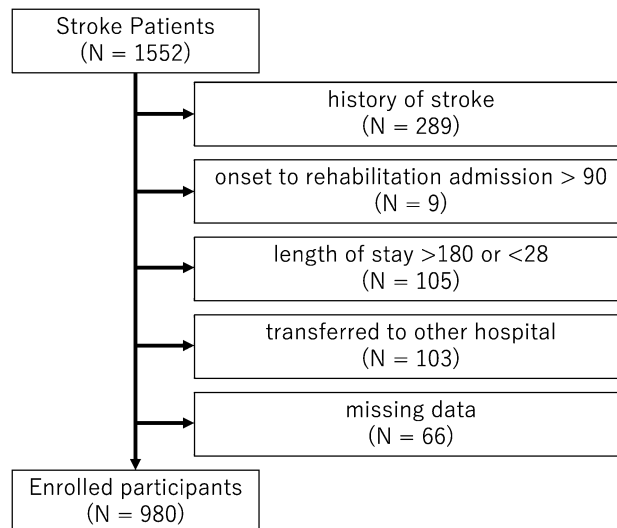 Stroke Patients
(N = 1552)
history of stroke
(N = 289)
onset to rehabilitation admission > 90
(N = 9)
length of stay >180 or <28
(N = 105)
transferred to other hospital
(N = 103)
missing data
(N = 66)
Enrolled participants
(N = 980)